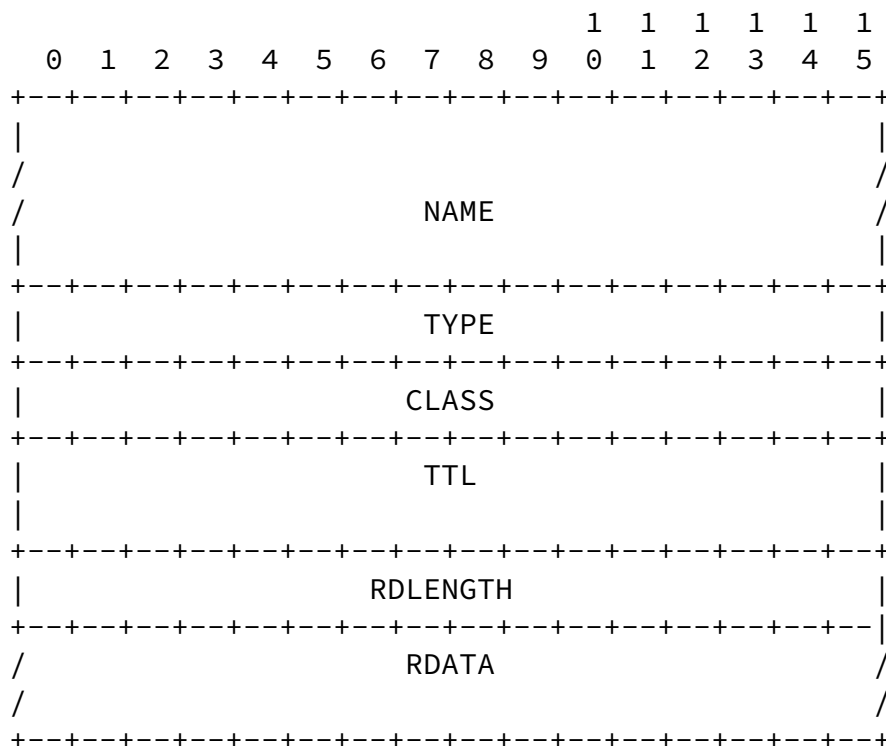 1  1  1  1  1  1
  0  1  2  3  4  5  6  7  8  9  0  1  2  3  4  5
+--+--+--+--+--+--+--+--+--+--+--+--+--+--+--+--+
|                                               |
/                                               /
/                      NAME                     /
|                                               |
+--+--+--+--+--+--+--+--+--+--+--+--+--+--+--+--+
|                      TYPE                     |
+--+--+--+--+--+--+--+--+--+--+--+--+--+--+--+--+
|                     CLASS                     |
+--+--+--+--+--+--+--+--+--+--+--+--+--+--+--+--+
|                      TTL                      |
|                                               |
+--+--+--+--+--+--+--+--+--+--+--+--+--+--+--+--+
|                   RDLENGTH                    |
+--+--+--+--+--+--+--+--+--+--+--+--+--+--+--+--|
/                     RDATA                     /
/                                               /
+--+--+--+--+--+--+--+--+--+--+--+--+--+--+--+--+